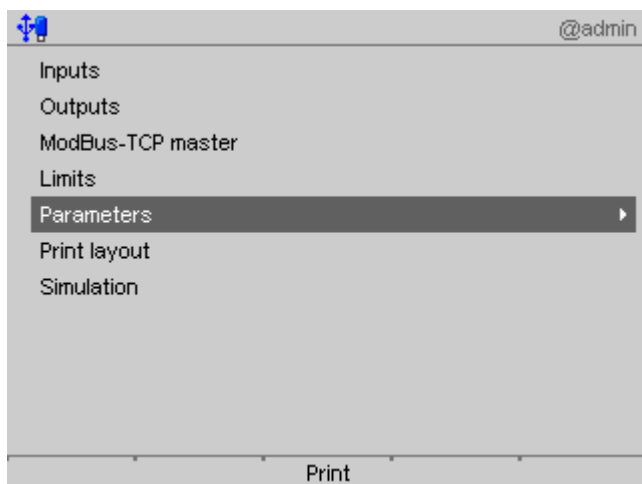 @admin
Inputs
Outputs
ModBus-TCP master
Limits
Parameters
Print layout
Simulation
Print